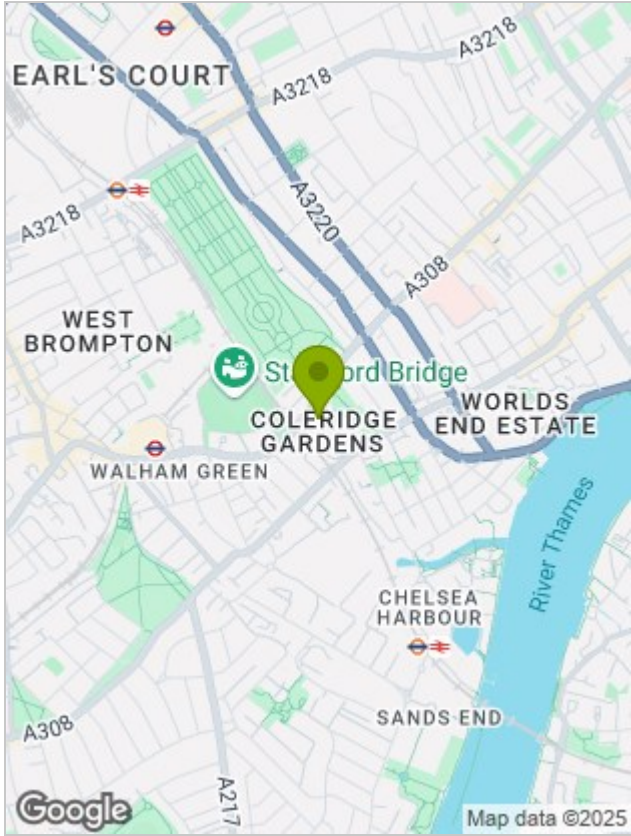 A3218
EARL'S COURT
A3218
A3218
A3220
A308
WEST
BROMPTON
Stamford Bridge
COLERIDGE
GARDENS
WORLDS
END ESTATE
WALHAM GREEN
River Thames
CHELSEA
HARBOUR
SANDS END
A308
A217
Google
Map data ©2025